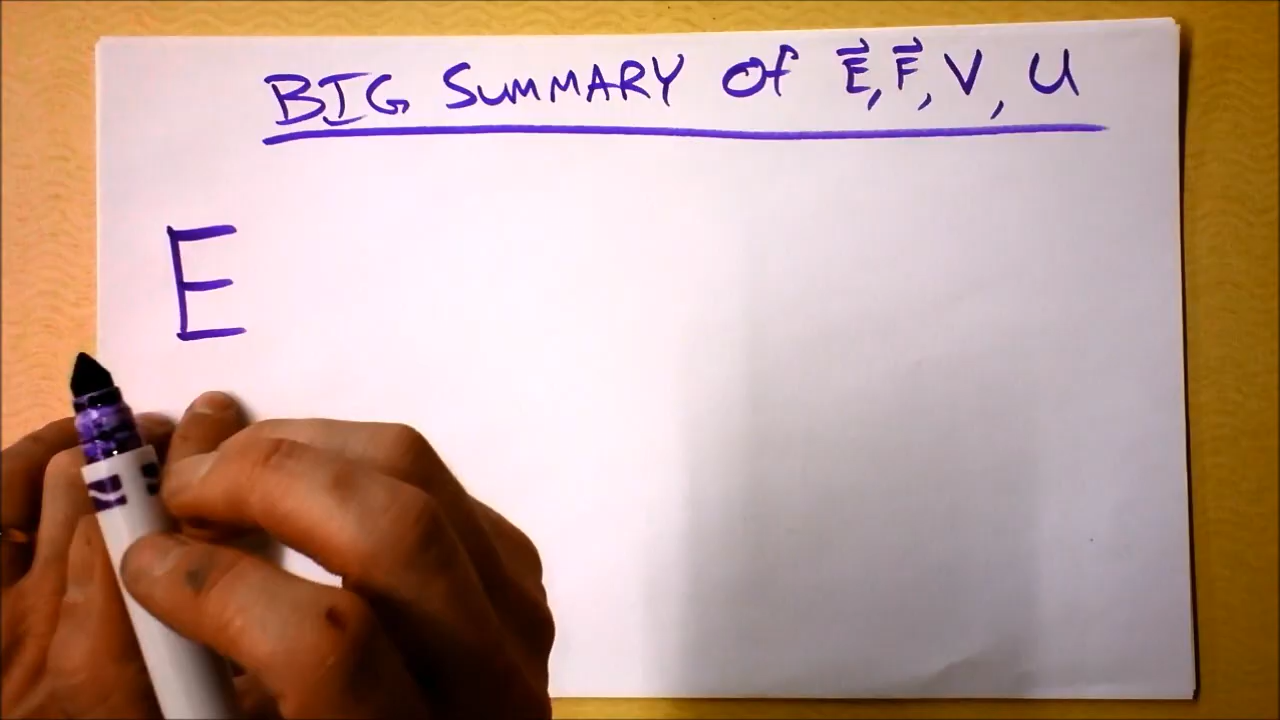 BIG SUMMARY Of E⃗, F⃗, V, U
E